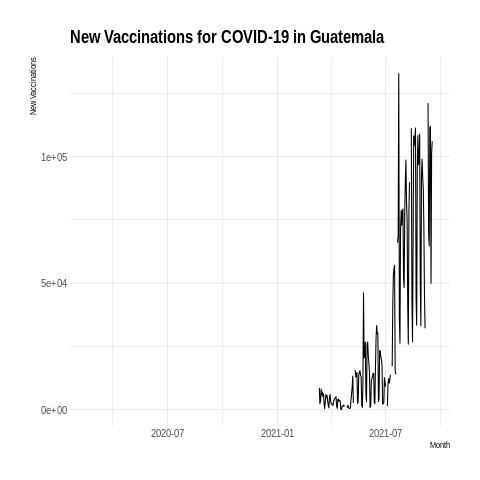 New Vaccinations for COVID-19 in Guatemala
New Vaccinations
1e+05
5e+04
0e+00
2020-07
2021-01
2021-07
Month